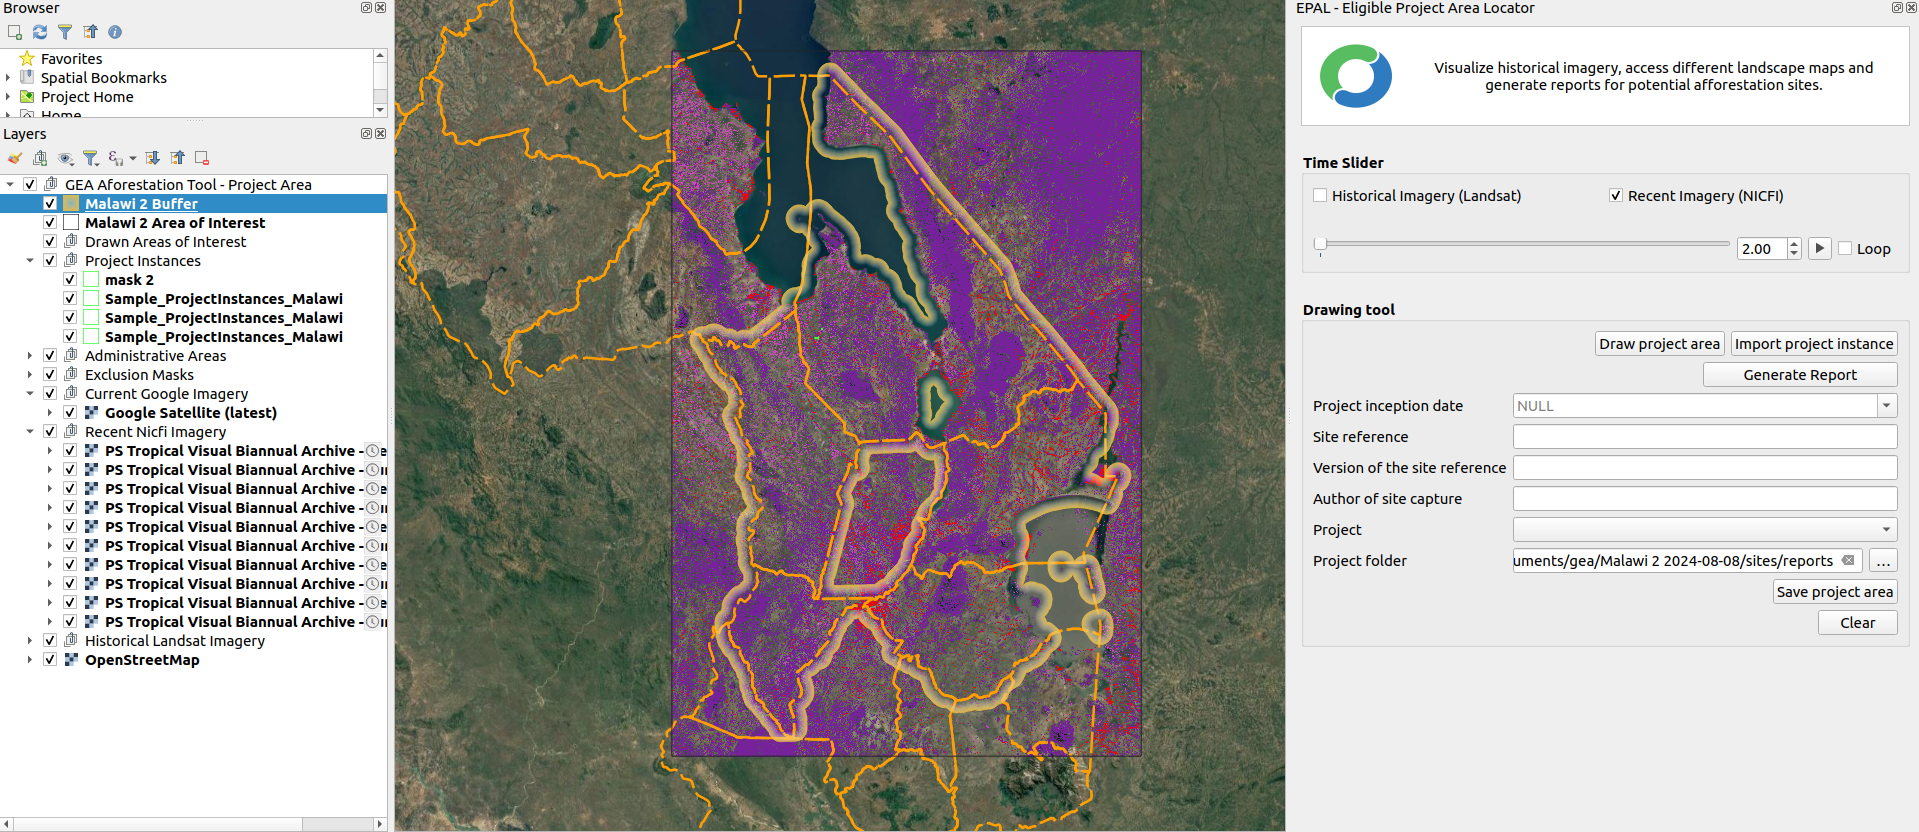 Browser
Favorites
Spatial Bookmarks
Project Home
Home
Layers
GEA Aforestation Tool - Project Area
Malawi 2 Buffer
Malawi 2 Area of Interest
Drawn Areas of Interest
Project Instances
mask 2
Sample_ProjectInstances_Malawi
Sample_ProjectInstances_Malawi
Sample_ProjectInstances_Malawi
Administrative Areas
Exclusion Masks
Current Google Imagery
Google Satellite (latest)
Recent Nicfi Imagery
PS Tropical Visual Biannual Archive -
PS Tropical Visual Biannual Archive -
PS Tropical Visual Biannual Archive -
PS Tropical Visual Biannual Archive -
PS Tropical Visual Biannual Archive -
PS Tropical Visual Biannual Archive -
PS Tropical Visual Biannual Archive -
PS Tropical Visual Biannual Archive -
PS Tropical Visual Biannual Archive -
PS Tropical Visual Biannual Archive -
Historical Landsat Imagery
OpenStreetMap
EPAL - Eligible Project Area Locator
Visualize historical imagery, access different landscape maps and
generate reports for potential afforestation sites.
Time Slider
Historical Imagery (Landsat)
Recent Imagery (NICFI)
2.00
Loop
Drawing tool
Draw project area
Import project instance
Generate Report
Project inception date
NULL
Site reference
Version of the site reference
Author of site capture
Project
Project folder
uments/gea/Malawi 2 2024-08-08/sites/reports
...
Save project area
Clear